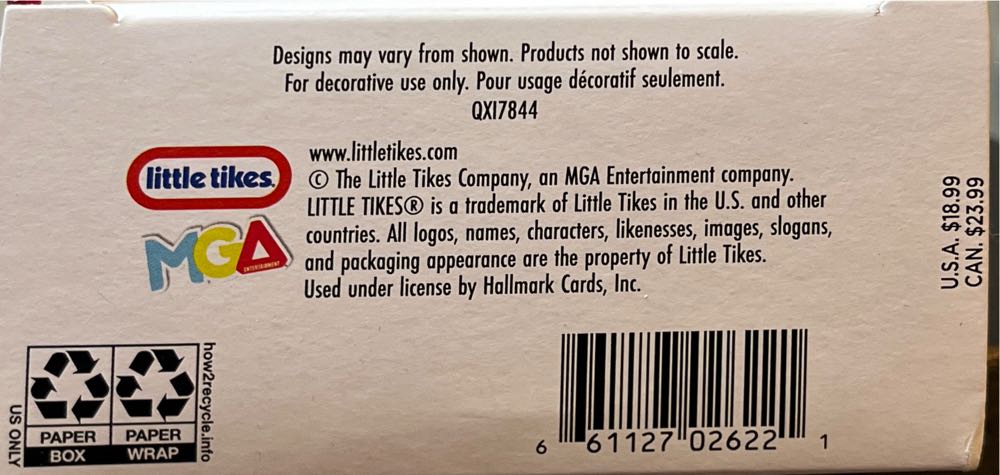 Designs may vary from shown. Products not shown to scale.
For decorative use only. Pour usage décoratif seulement.
QXI7844
little tikes®
MGA
ENTERTAINMENT
www.littletikes.com
© The Little Tikes Company, an MGA Entertainment company.
LITTLE TIKES® is a trademark of Little Tikes in the U.S. and other
countries. All logos, names, characters, likenesses, images, slogans,
and packaging appearance are the property of Little Tikes.
Used under license by Hallmark Cards, Inc.
U.S.A. $18.99
CAN. $23.99
US ONLY
PAPER
BOX
PAPER
WRAP
how2recycle.info
6 61127 02622 1